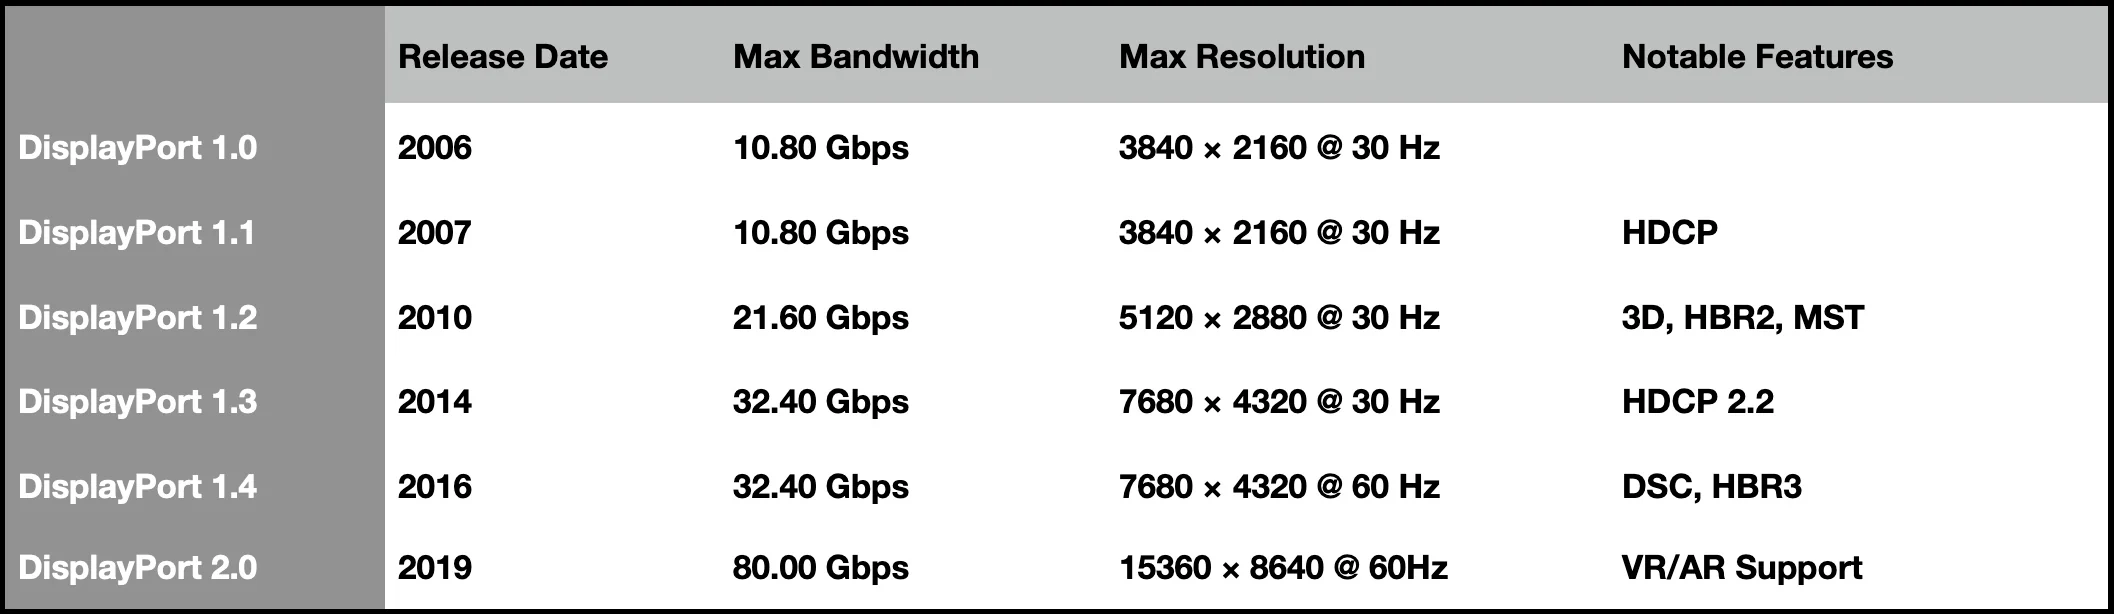 Release Date Max Bandwidth Max Resolution Notable Features
DisplayPort 1.0 2006 10.80 Gbps 3840 × 2160 @ 30 Hz
DisplayPort 1.1 2007 10.80 Gbps 3840 × 2160 @ 30 Hz HDCP
DisplayPort 1.2 2010 21.60 Gbps 5120 × 2880 @ 30 Hz 3D, HBR2, MST
DisplayPort 1.3 2014 32.40 Gbps 7680 × 4320 @ 30 Hz HDCP 2.2
DisplayPort 1.4 2016 32.40 Gbps 7680 × 4320 @ 60 Hz DSC, HBR3
DisplayPort 2.0 2019 80.00 Gbps 15360 × 8640 @ 60Hz VR/AR Support